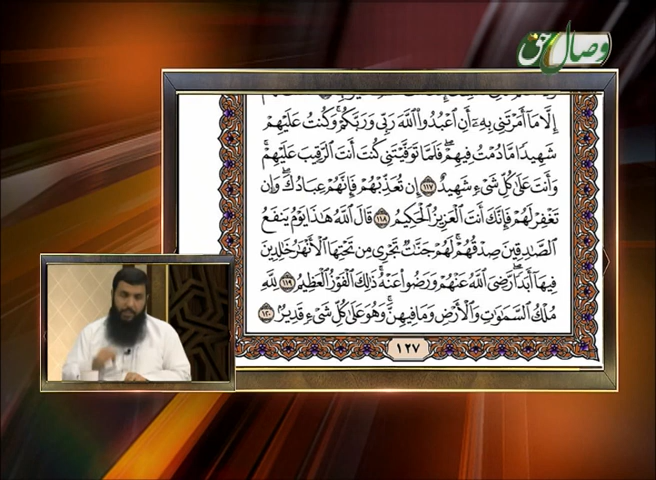 وصال حق
إِلَّا مَآ أَمَرْتَنِى بِهِۦٓ أَنِ ٱعْبُدُوا۟ ٱللَّهَ رَبِّى وَرَبَّكُمْ ۚ وَكُنتُ عَلَيْهِمْ
شَهِيدًا مَّا دُمْتُ فِيهِمْ ۖ فَلَمَّا تَوَفَّيْتَنِى كُنتَ أَنتَ ٱلرَّقِيبَ عَلَيْهِمْ ۚ
وَأَنتَ عَلَىٰ كُلِّ شَىْءٍ شَهِيدٌ ١١٧ إِن تُعَذِّبْهُمْ فَإِنَّهُمْ عِبَادُكَ ۖ وَإِن
تَغْفِرْ لَهُمْ فَإِنَّكَ أَنتَ ٱلْعَزِيزُ ٱلْحَكِيمُ ١١٨ قَالَ ٱللَّهُ هَٰذَا يَوْمُ يَنفَعُ
ٱلصَّٰدِقِينَ صِدْقُهُمْ ۚ لَهُمْ جَنَّٰتٌ تَجْرِى مِن تَحْتِهَا ٱلْأَنْهَٰرُ خَٰلِدِينَ
فِيهَآ أَبَدًا ۚ رَّضِىَ ٱللَّهُ عَنْهُمْ وَرَضُوا۟ عَنْهُ ۚ ذَٰلِكَ ٱلْفَوْزُ ٱلْعَظِيمُ ١١٩ لِلَّهِ
مُلْكُ ٱلسَّمَٰوَٰتِ وَٱلْأَرْضِ وَمَا فِيهِنَّ ۚ وَهُوَ عَلَىٰ كُلِّ شَىْءٍ قَدِيرٌۢ ١٢٠
١٢٧